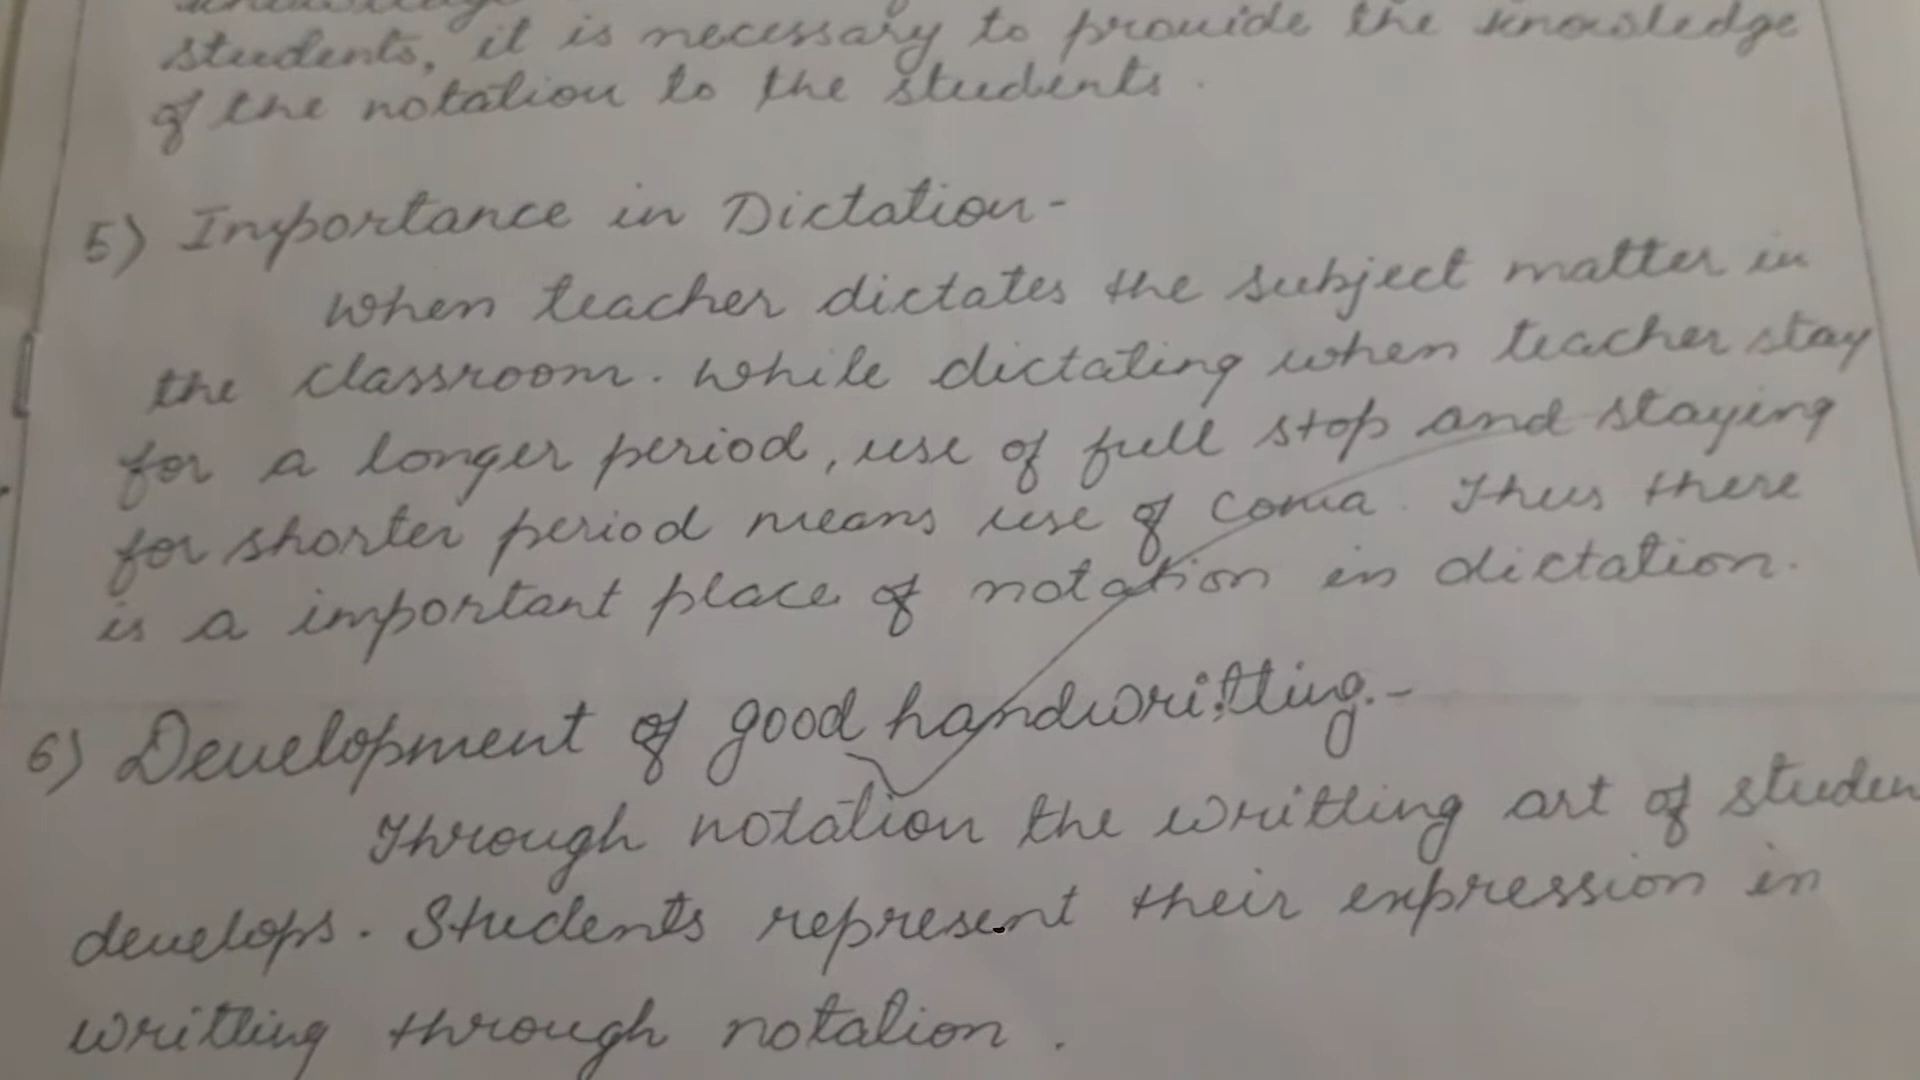 knowledge
students, it is necessary to provide the knowledge
of the notation to the students.
5) Importance in Dictation-
When teacher dictates the subject matter in
the classroom. While dictating when teacher stay
for a longer period, use of full stop and staying
for shorter period means use of coma. Thus there
is a important place of notation in dictation.
6) Development of good handwritting.-
Through notation the writting art of studen
develops. Students represent their expression in
writting through notation.